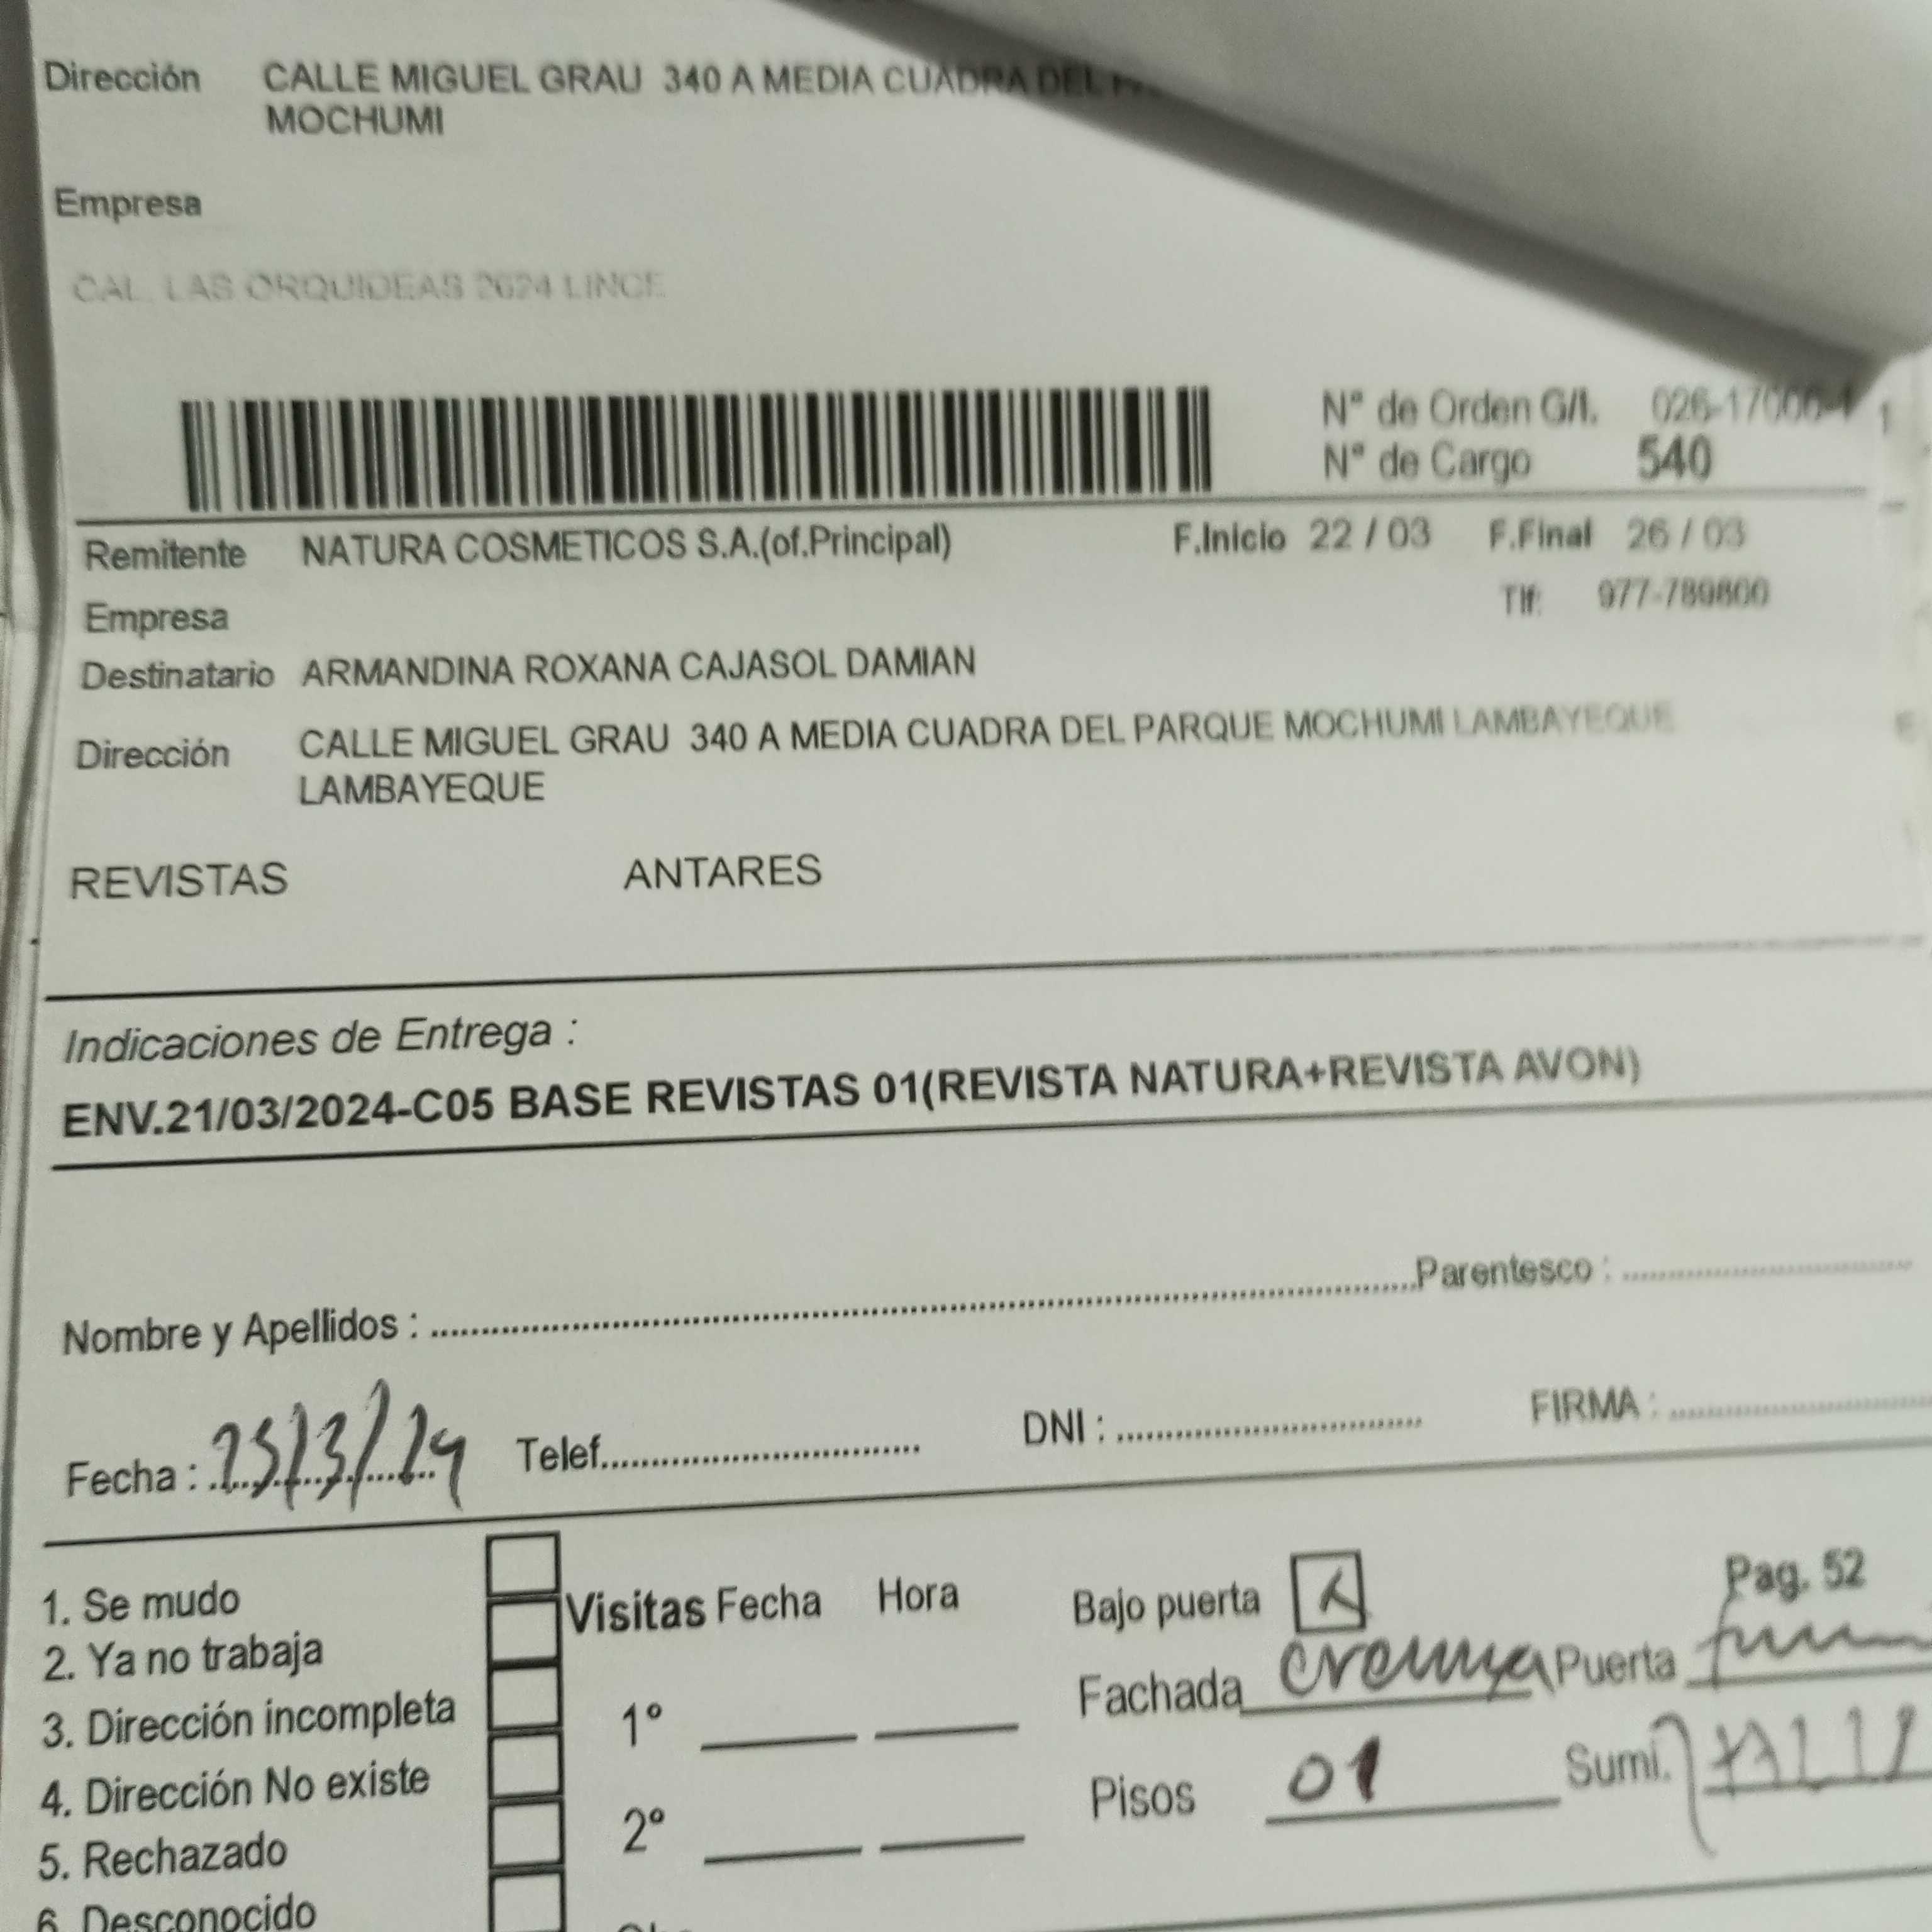 Dirección CALLE MIGUEL GRAU 340 A MEDIA CUADRA DEL
MOCHUMI
Empresa
CAL. LAS ORQUIDEAS 2624 LINCE
N° de Orden G/I.
N° de Cargo 540
Remitente NATURA COSMETICOS S.A.(of.Principal) F.Inicio 22 / 03 F.Final 26 / 03
Empresa Tlf: 977-789800
Destinatario ARMANDINA ROXANA CAJASOL DAMIAN
Dirección CALLE MIGUEL GRAU 340 A MEDIA CUADRA DEL PARQUE MOCHUMI LAMBAYEQUE
LAMBAYEQUE
REVISTAS ANTARES
Indicaciones de Entrega :
ENV.21/03/2024-C05 BASE REVISTAS 01(REVISTA NATURA+REVISTA AVON)
Nombre y Apellidos : Parentesco :
Fecha : 25/3/24 Telef. DNI : FIRMA :
1. Se mudo Visitas Fecha Hora Bajo puerta Pag. 52
2. Ya no trabaja
3. Dirección incompleta 1° Fachada crema Puerta
4. Dirección No existe Pisos 01 Sumi.
5. Rechazado 2°
6. Desconocido